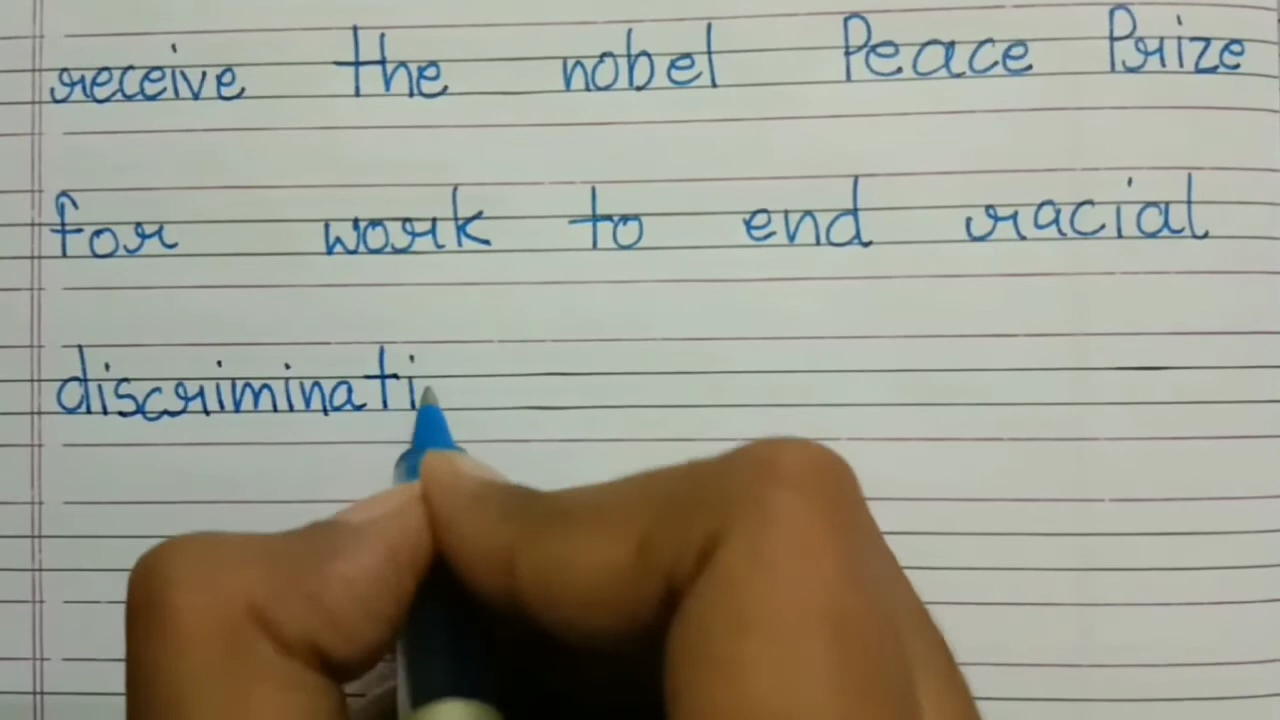 receive the nobel Peace Prize
for work to end racial
discriminati